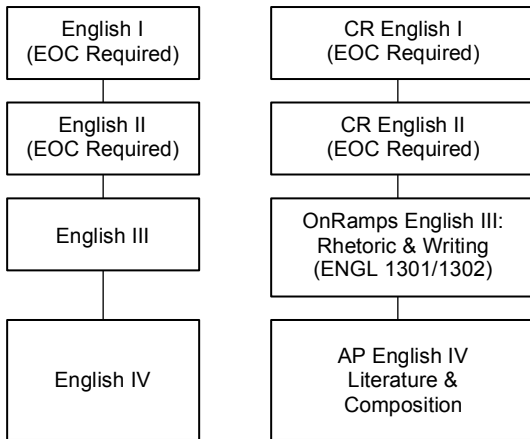 English I
(EOC Required)
CR English I
(EOC Required)
English II
(EOC Required)
CR English II
(EOC Required)
English III
OnRamps English III:
Rhetoric & Writing
(ENGL 1301/1302)
English IV
AP English IV
Literature &
Composition